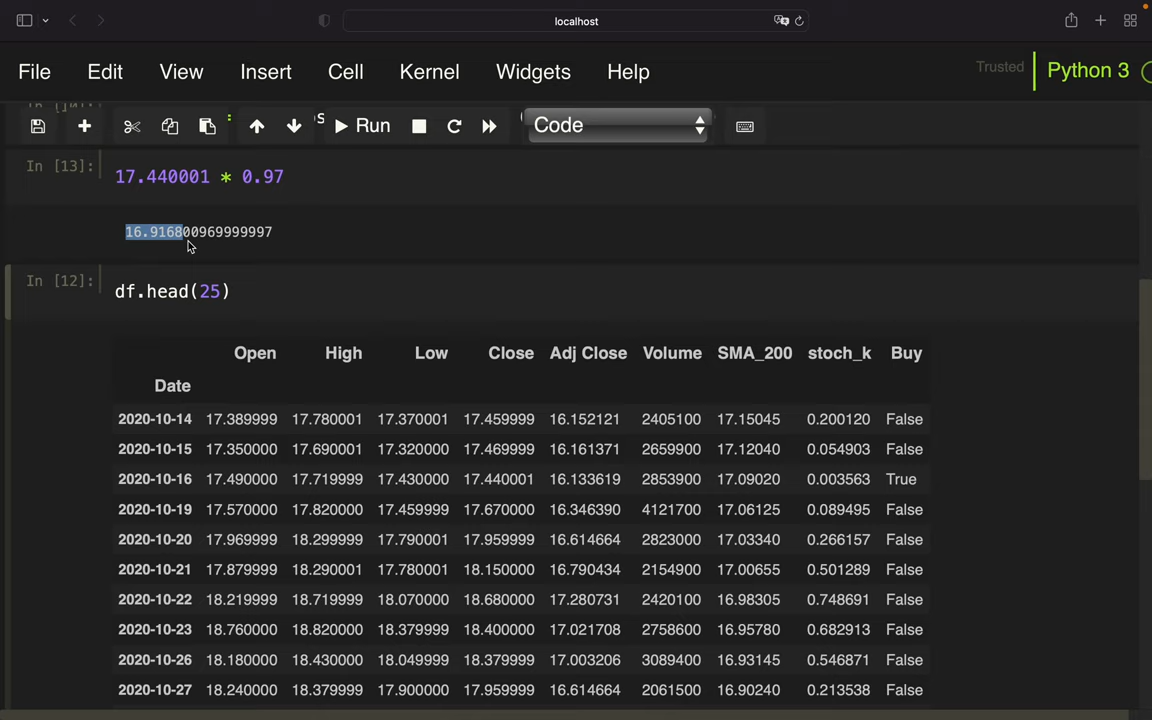 localhost
File Edit View Insert Cell Kernel Widgets Help
Trusted
Python 3
Run
Code
In [13]:
17.440001 * 0.97
16.916800969999997
In [12]:
df.head(25)
Open High Low Close Adj Close Volume SMA_200 stoch_k Buy
Date
2020-10-14 17.389999 17.780001 17.370001 17.459999 16.152121 2405100 17.15045 0.200120 False
2020-10-15 17.350000 17.690001 17.320000 17.469999 16.161371 2659900 17.12040 0.054903 False
2020-10-16 17.490000 17.719999 17.430000 17.440001 16.133619 2853900 17.09020 0.003563 True
2020-10-19 17.570000 17.820000 17.459999 17.670000 16.346390 4121700 17.06125 0.089495 False
2020-10-20 17.969999 18.299999 17.790001 17.959999 16.614664 2823000 17.03340 0.266157 False
2020-10-21 17.879999 18.290001 17.780001 18.150000 16.790434 2154900 17.00655 0.501289 False
2020-10-22 18.219999 18.719999 18.070000 18.680000 17.280731 2420100 16.98305 0.748691 False
2020-10-23 18.760000 18.820000 18.379999 18.400000 17.021708 2758600 16.95780 0.682913 False
2020-10-26 18.180000 18.430000 18.049999 18.379999 17.003206 3089400 16.93145 0.546871 False
2020-10-27 18.240000 18.379999 17.900000 17.959999 16.614664 2061500 16.90240 0.213538 False